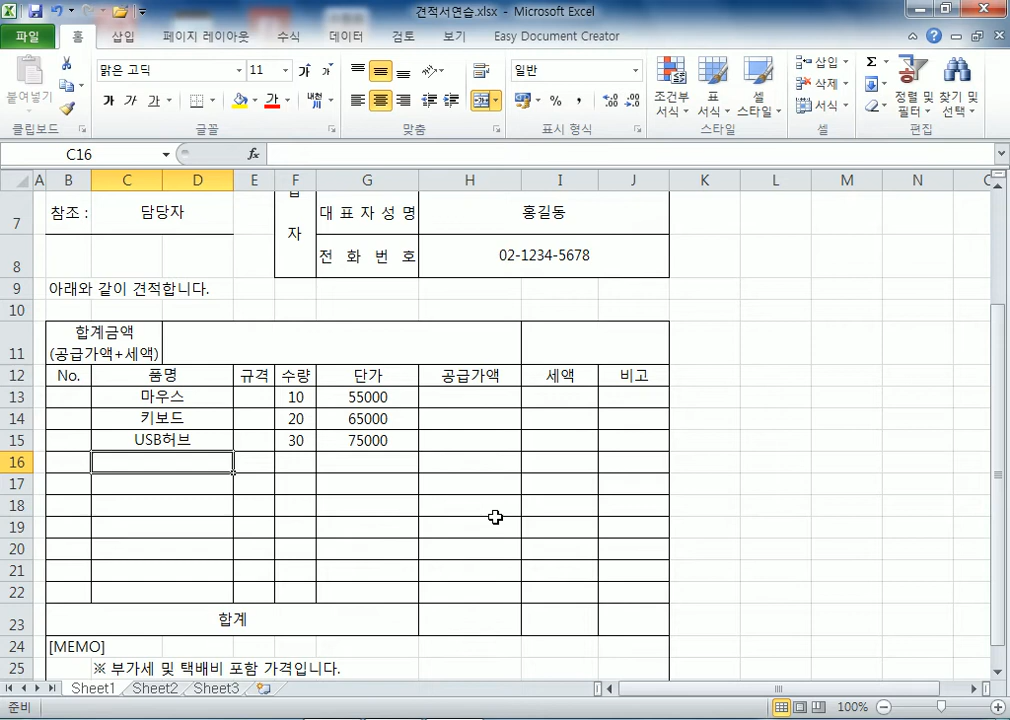 견적서연습.xlsx - Microsoft Excel
파일 홈 삽입 페이지 레이아웃 수식 데이터 검토 보기 Easy Document Creator
붙여넣기
클립보드
맑은 고딕 11 가 가
가 가 가 내천
글꼴
맞춤
일반
% ,
표시 형식
조건부 서식 표 서식 셀 스타일
스타일
삽입
삭제
서식
셀
Σ
정렬 및 필터 찾기 및 선택
편집
C16 fx
A B C D E F G H I J K L M N
7 참조 : 담당자 자 대 표 자 성 명 홍길동
8 전 화 번 호 02-1234-5678
9 아래와 같이 견적합니다.
10
11 합계금액
(공급가액+세액)
12 No. 품명 규격 수량 단가 공급가액 세액 비고
13 마우스 10 55000
14 키보드 20 65000
15 USB허브 30 75000
16
17
18
19
20
21
22
23 합계
24 [MEMO]
25 ※ 부가세 및 택배비 포함 가격입니다.
Sheet1 Sheet2 Sheet3
준비 100%